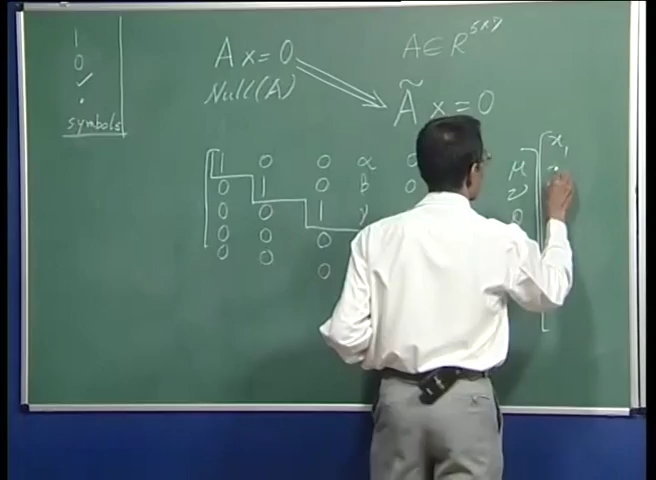 1
0
✓
.
symbols
Ax=0
Null(A)
A ∈ R^{5×7}
Ã x = 0
1 0 0 α 0 μ x₁
0 1 0 β 0 ν
0 0 1 γ 0
0 0 0
0 0 0